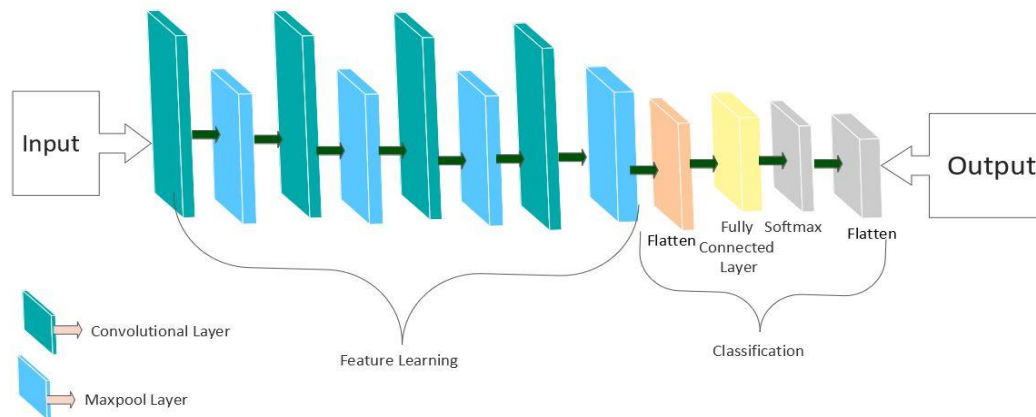 Input
Output
Flatten
Fully
Connected
Layer
Softmax
Flatten
Convolutional Layer
Maxpool Layer
Feature Learning
Classification